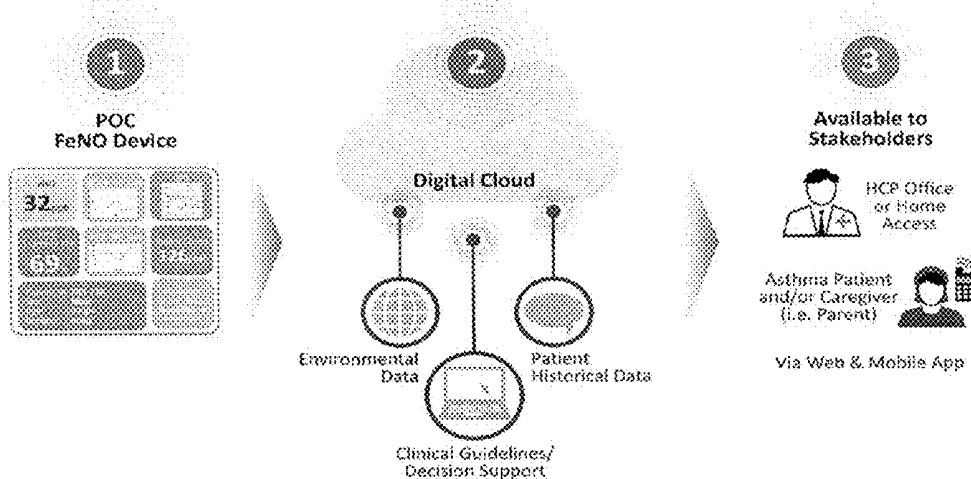 1
POC
FeNO Device
32
69
2
Digital Cloud
Environmental
Data
Patient
Historical Data
Clinical Guidelines/
Decision Support
3
Available to
Stakeholders
HCP Office
or Home
Access
Asthma Patient
and/or Caregiver
(i.e. Parent)
Via Web & Mobile App